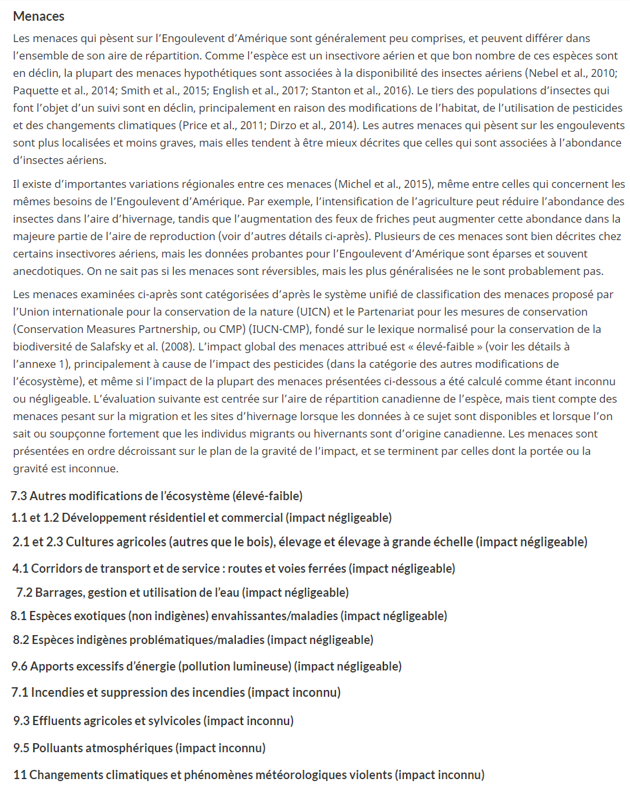 Menaces
Les menaces qui pèsent sur l’Engoulevent d’Amérique sont généralement peu comprises, et peuvent différer dans
l’ensemble de son aire de répartition. Comme l’espèce est un insectivore aérien et que bon nombre de ces espèces sont
en déclin, la plupart des menaces hypothétiques sont associées à la disponibilité des insectes aériens (Nebel et al., 2010;
Paquette et al., 2014; Smith et al., 2015; English et al., 2017; Stanton et al., 2016). Le tiers des populations d’insectes qui
font l’objet d’un suivi sont en déclin, principalement en raison des modifications de l’habitat, de l’utilisation de pesticides
et des changements climatiques (Price et al., 2011; Dirzo et al., 2014). Les autres menaces qui pèsent sur les engoulevents
sont plus localisées et moins graves, mais elles tendent à être mieux décrites que celles qui sont associées à l’abondance
d’insectes aériens.
Il existe d’importantes variations régionales entre ces menaces (Michel et al., 2015), même entre celles qui concernent les
mêmes besoins de l’Engoulevent d’Amérique. Par exemple, l’intensification de l’agriculture peut réduire l’abondance des
insectes dans l’aire d’hivernage, tandis que l’augmentation des feux de friches peut augmenter cette abondance dans la
majeure partie de l’aire de reproduction (voir d’autres détails ci-après). Plusieurs de ces menaces sont bien décrites chez
certains insectivores aériens, mais les données probantes pour l’Engoulevent d’Amérique sont éparses et souvent
anecdotiques. On ne sait pas si les menaces sont réversibles, mais les plus généralisées ne le sont probablement pas.
Les menaces examinées ci-après sont catégorisées d’après le système unifié de classification des menaces proposé par
l’Union internationale pour la conservation de la nature (UICN) et le Partenariat pour les mesures de conservation
(Conservation Measures Partnership, ou CMP) (IUCN-CMP), fondé sur le lexique normalisé pour la conservation de la
biodiversité de Salafsky et al. (2008). L’impact global des menaces attribué est « élevé-faible » (voir les détails à
l’annexe 1), principalement à cause de l’impact des pesticides (dans la catégorie des autres modifications de
l’écosystème), et même si l’impact de la plupart des menaces présentées ci-dessous a été calculé comme étant inconnu
ou négligeable. L’évaluation suivante est centrée sur l’aire de répartition canadienne de l’espèce, mais tient compte des
menaces pesant sur la migration et les sites d’hivernage lorsque les données à ce sujet sont disponibles et lorsque l’on
sait ou soupçonne fortement que les individus migrants ou hivernants sont d’origine canadienne. Les menaces sont
présentées en ordre décroissant sur le plan de la gravité de l’impact, et se terminent par celles dont la portée ou la
gravité est inconnue.
7.3 Autres modifications de l’écosystème (élevé-faible)
1.1 et 1.2 Développement résidentiel et commercial (impact négligeable)
2.1 et 2.3 Cultures agricoles (autres que le bois), élevage et élevage à grande échelle (impact négligeable)
4.1 Corridors de transport et de service : routes et voies ferrées (impact négligeable)
7.2 Barrages, gestion et utilisation de l’eau (impact négligeable)
8.1 Espèces exotiques (non indigènes) envahissantes/maladies (impact négligeable)
8.2 Espèces indigènes problématiques/maladies (impact négligeable)
9.6 Apports excessifs d’énergie (pollution lumineuse) (impact négligeable)
7.1 Incendies et suppression des incendies (impact inconnu)
9.3 Effluents agricoles et sylvicoles (impact inconnu)
9.5 Polluants atmosphériques (impact inconnu)
11 Changements climatiques et phénomènes météorologiques violents (impact inconnu)